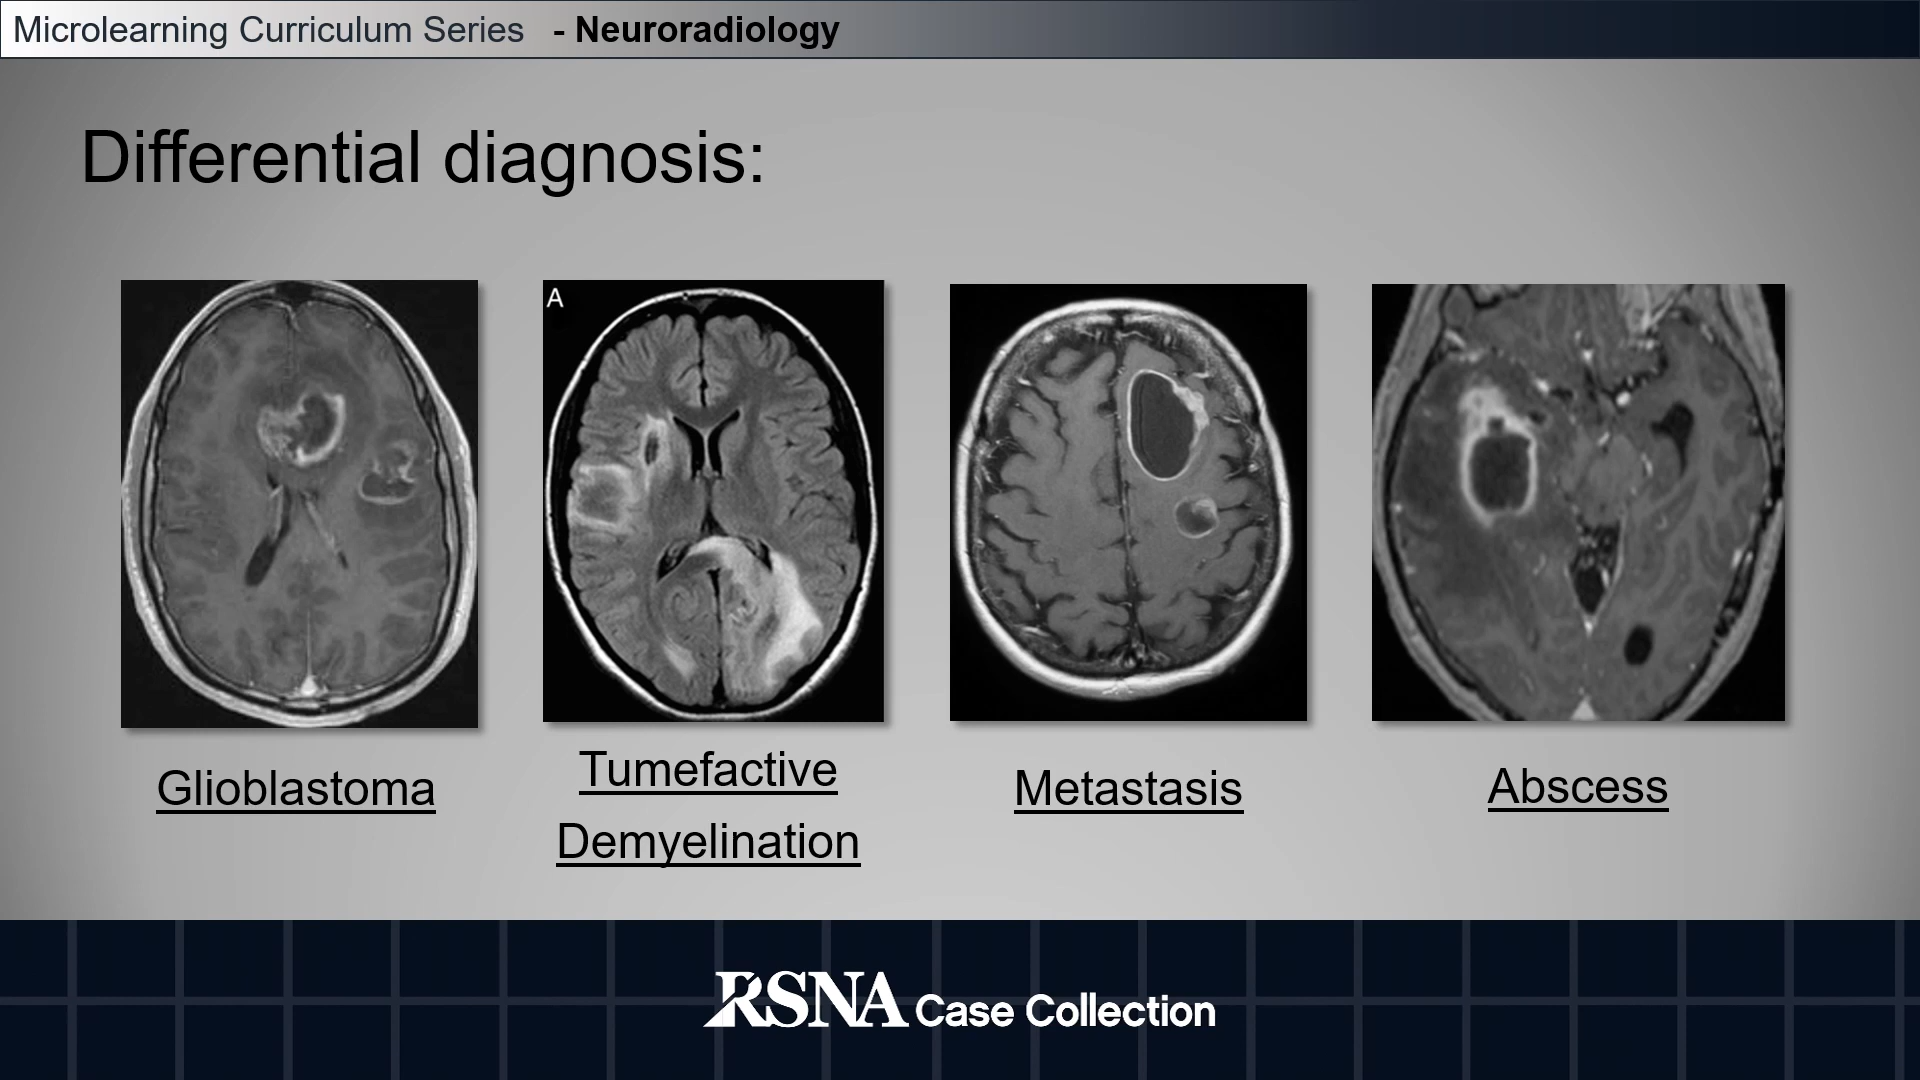 Microlearning Curriculum Series - Neuroradiology
Differential diagnosis:
A
Glioblastoma
Tumefactive
Demyelination
Metastasis
Abscess
RSNA Case Collection